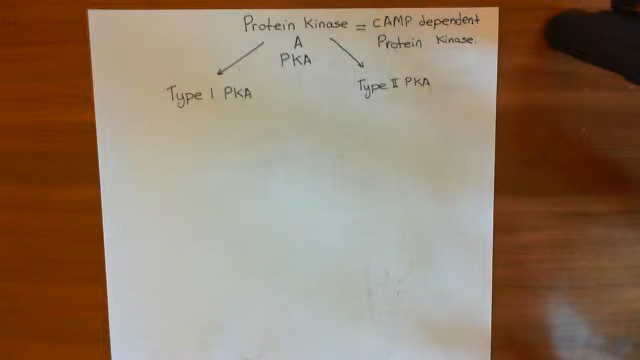 Protein kinase = CAMP dependent
A Protein Kinase.
PKA
Type I PKA Type II PKA